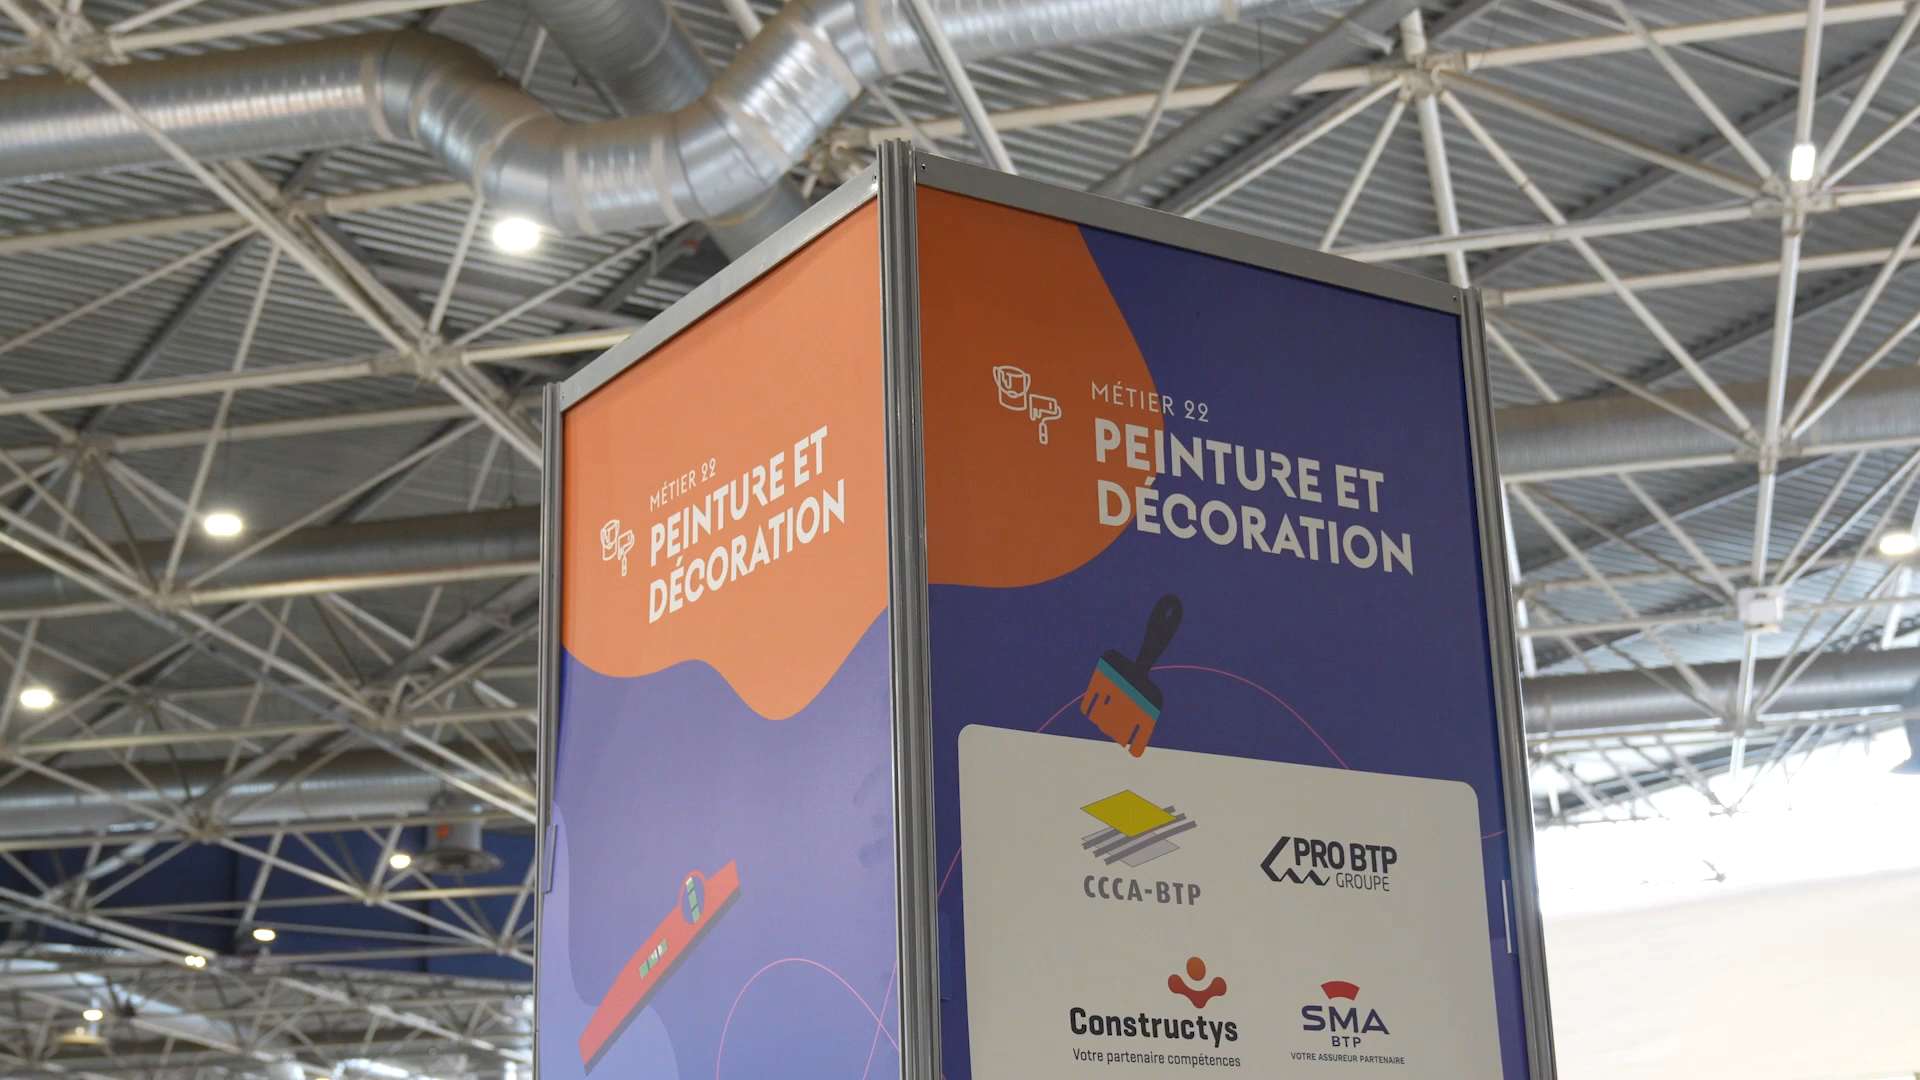 MÉTIER 22
PEINTURE ET
DÉCORATION
MÉTIER 22
PEINTURE ET
DÉCORATION
CCCA-BTP
PRO BTP
GROUPE
Constructys
Votre partenaire compétences
SMA
BTP
VOTRE ASSUREUR PARTENAIRE